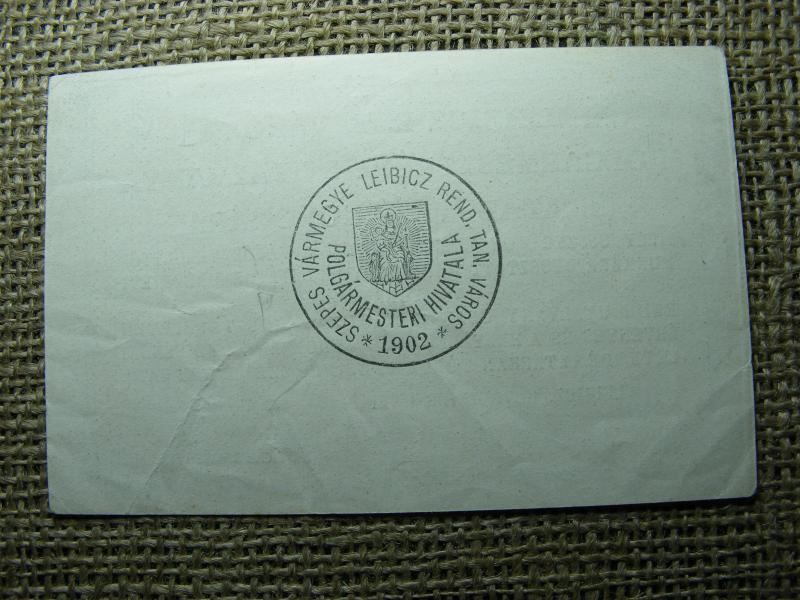 SZEPES VÁRMEGYE LEIBICZ REND. TAN. VÁROS
POLGÁRMESTERI HIVATALA
* 1902 *